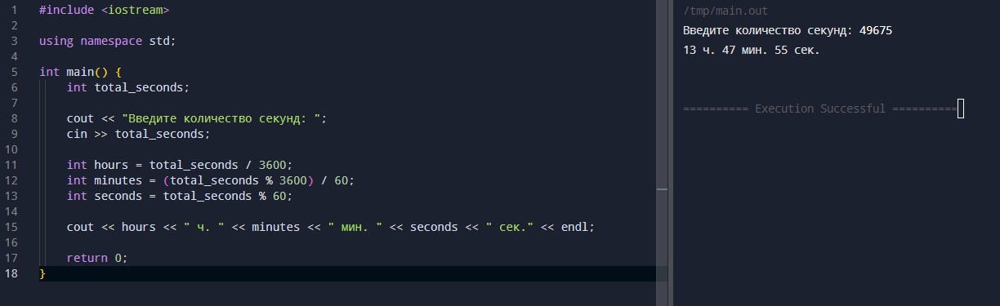 1 #include <iostream>
2
3 using namespace std;
4
5 int main() {
6 int total_seconds;
7
8 cout << "Введите количество секунд: ";
9 cin >> total_seconds;
10
11 int hours = total_seconds / 3600;
12 int minutes = (total_seconds % 3600) / 60;
13 int seconds = total_seconds % 60;
14
15 cout << hours << " ч. " << minutes << " мин. " << seconds << " сек." << endl;
16
17 return 0;
18 }
/tmp/main.out
Введите количество секунд: 49675
13 ч. 47 мин. 55 сек.
========== Execution Successful ==========